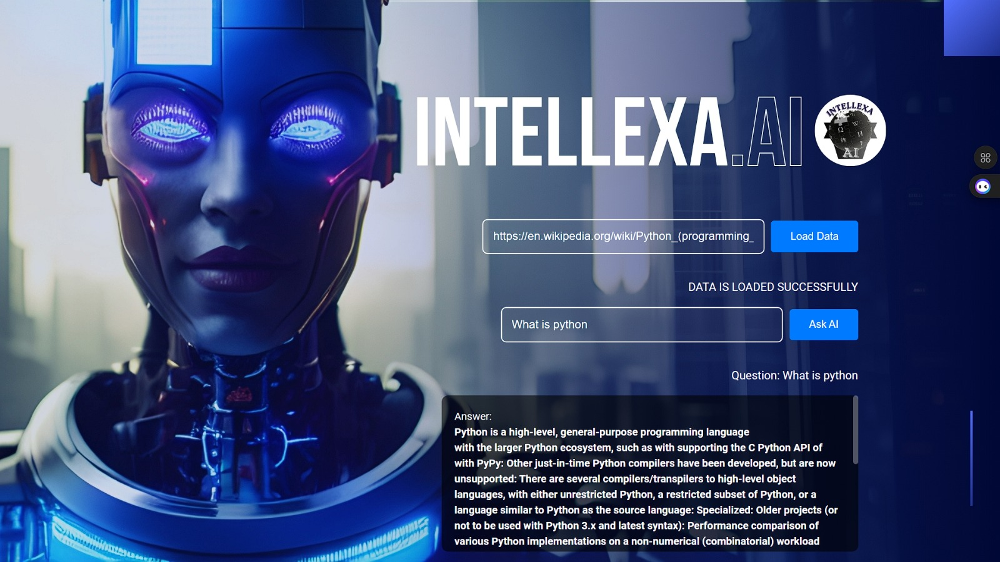 INTELLEXA.AI
INTELLEXA
AI
https://en.wikipedia.org/wiki/Python_(programming_
Load Data
DATA IS LOADED SUCCESSFULLY
What is python
Ask AI
Question: What is python
Answer:
Python is a high-level, general-purpose programming language
with the larger Python ecosystem, such as with supporting the C Python API of
with PyPy: Other just-in-time Python compilers have been developed, but are now
unsupported: There are several compilers/transpilers to high-level object
languages, with either unrestricted Python, a restricted subset of Python, or a
language similar to Python as the source language: Specialized: Older projects (or
not to be used with Python 3.x and latest syntax): Performance comparison of
various Python implementations on a non-numerical (combinatorial) workload